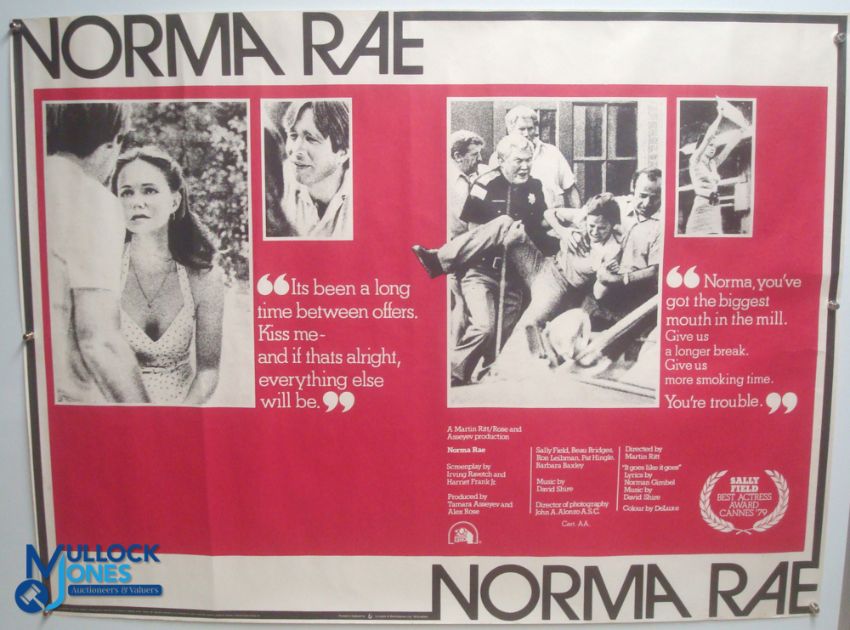 NORMA RAE
“Its been a long
time between offers.
Kiss me~
and if thats alright,
everything else
will be.”
“Norma, you've
got the biggest
mouth in the mill.
Give us
a longer break.
Give us
more smoking time.
You're trouble.”
A Martin Ritt/Rose and
Asseyev production
Norma Rae
Screenplay by
Irving Ravetch and
Harriet Frank Jr.
Produced by
Tamara Asseyev and
Alex Rose
Sally Field, Beau Bridges,
Ron Leibman, Pat Hingle,
Barbara Baxley
Music by
David Shire
Director of photography
John A. Alonzo A.S.C.
Cert. AA.
Directed by
Martin Ritt
"It goes like it goes"
Lyrics by
Norman Gimbel
Music by
David Shire
Colour by DeLuxe
SALLY
FIELD
BEST ACTRESS
AWARD
CANNES '79
NORMA RAE
MULLOCK
JONES
Auctioneers & Valuers